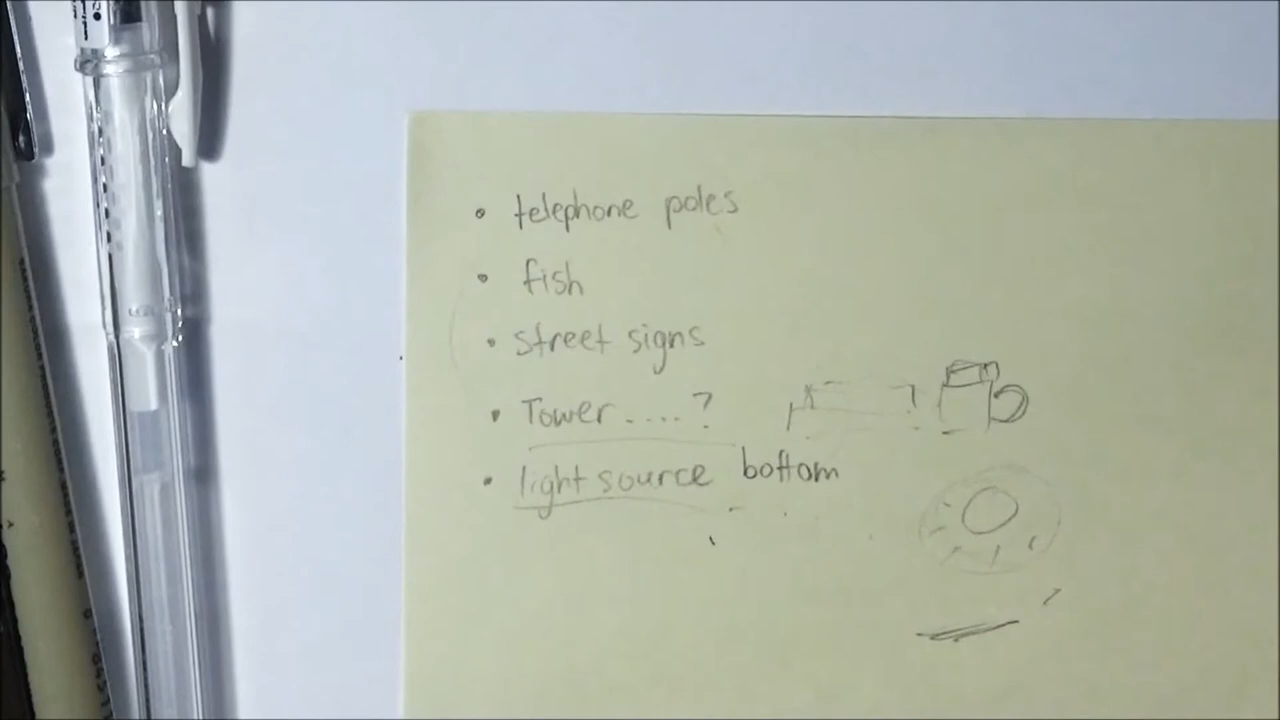 • telephone poles
• fish
• street signs
• Tower.....?
• light source bottom